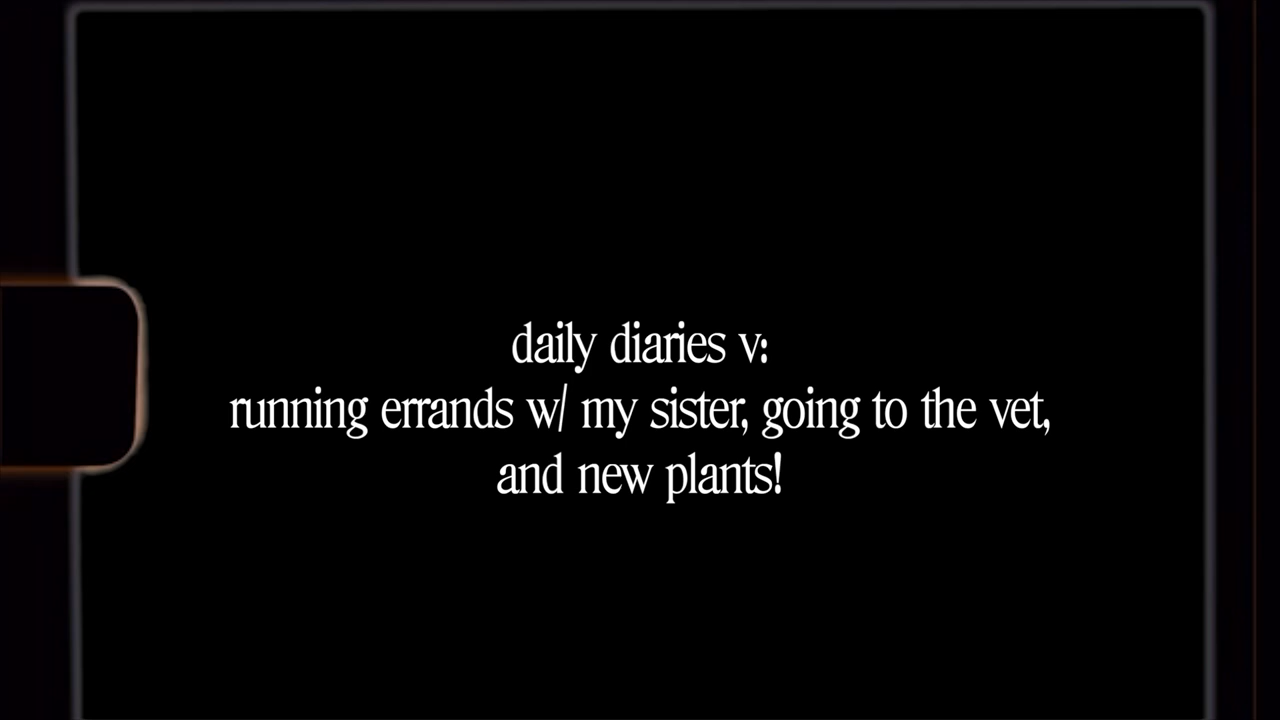 daily diaries v:
running errands w/ my sister, going to the vet,
and new plants!